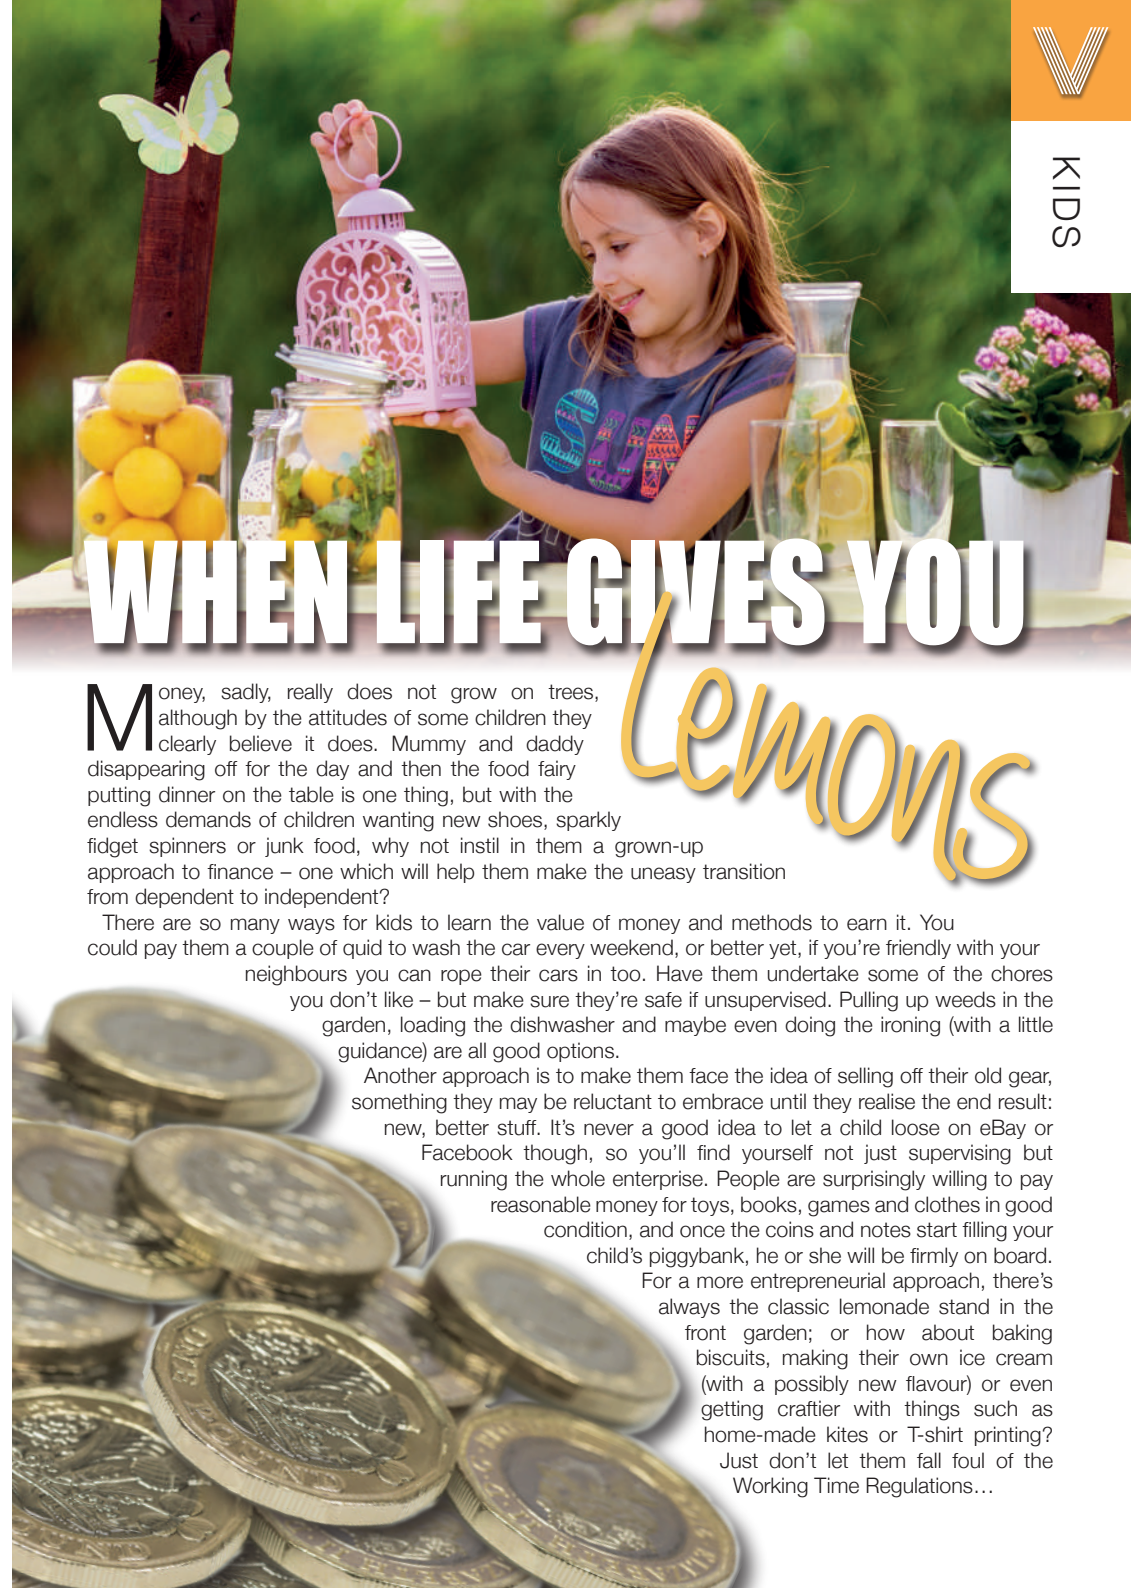 V
KIDS
SUN
WHEN LIFE GIVES YOU
Lemons
Money, sadly, really does not grow on trees,
although by the attitudes of some children they
clearly believe it does. Mummy and daddy
disappearing off for the day and then the food fairy
putting dinner on the table is one thing, but with the
endless demands of children wanting new shoes, sparkly
fidget spinners or junk food, why not instil in them a grown-up
approach to finance – one which will help them make the uneasy transition
from dependent to independent?
There are so many ways for kids to learn the value of money and methods to earn it. You
could pay them a couple of quid to wash the car every weekend, or better yet, if you're friendly with your
neighbours you can rope their cars in too. Have them undertake some of the chores
you don't like – but make sure they're safe if unsupervised. Pulling up weeds in the
garden, loading the dishwasher and maybe even doing the ironing (with a little
guidance) are all good options.
Another approach is to make them face the idea of selling off their old gear,
something they may be reluctant to embrace until they realise the end result:
new, better stuff. It's never a good idea to let a child loose on eBay or
Facebook though, so you'll find yourself not just supervising but
running the whole enterprise. People are surprisingly willing to pay
reasonable money for toys, books, games and clothes in good
condition, and once the coins and notes start filling your
child's piggybank, he or she will be firmly on board.
For a more entrepreneurial approach, there's
always the classic lemonade stand in the
front garden; or how about baking
biscuits, making their own ice cream
(with a possibly new flavour) or even
getting craftier with things such as
home-made kites or T-shirt printing?
Just don't let them fall foul of the
Working Time Regulations…
ONE POUND